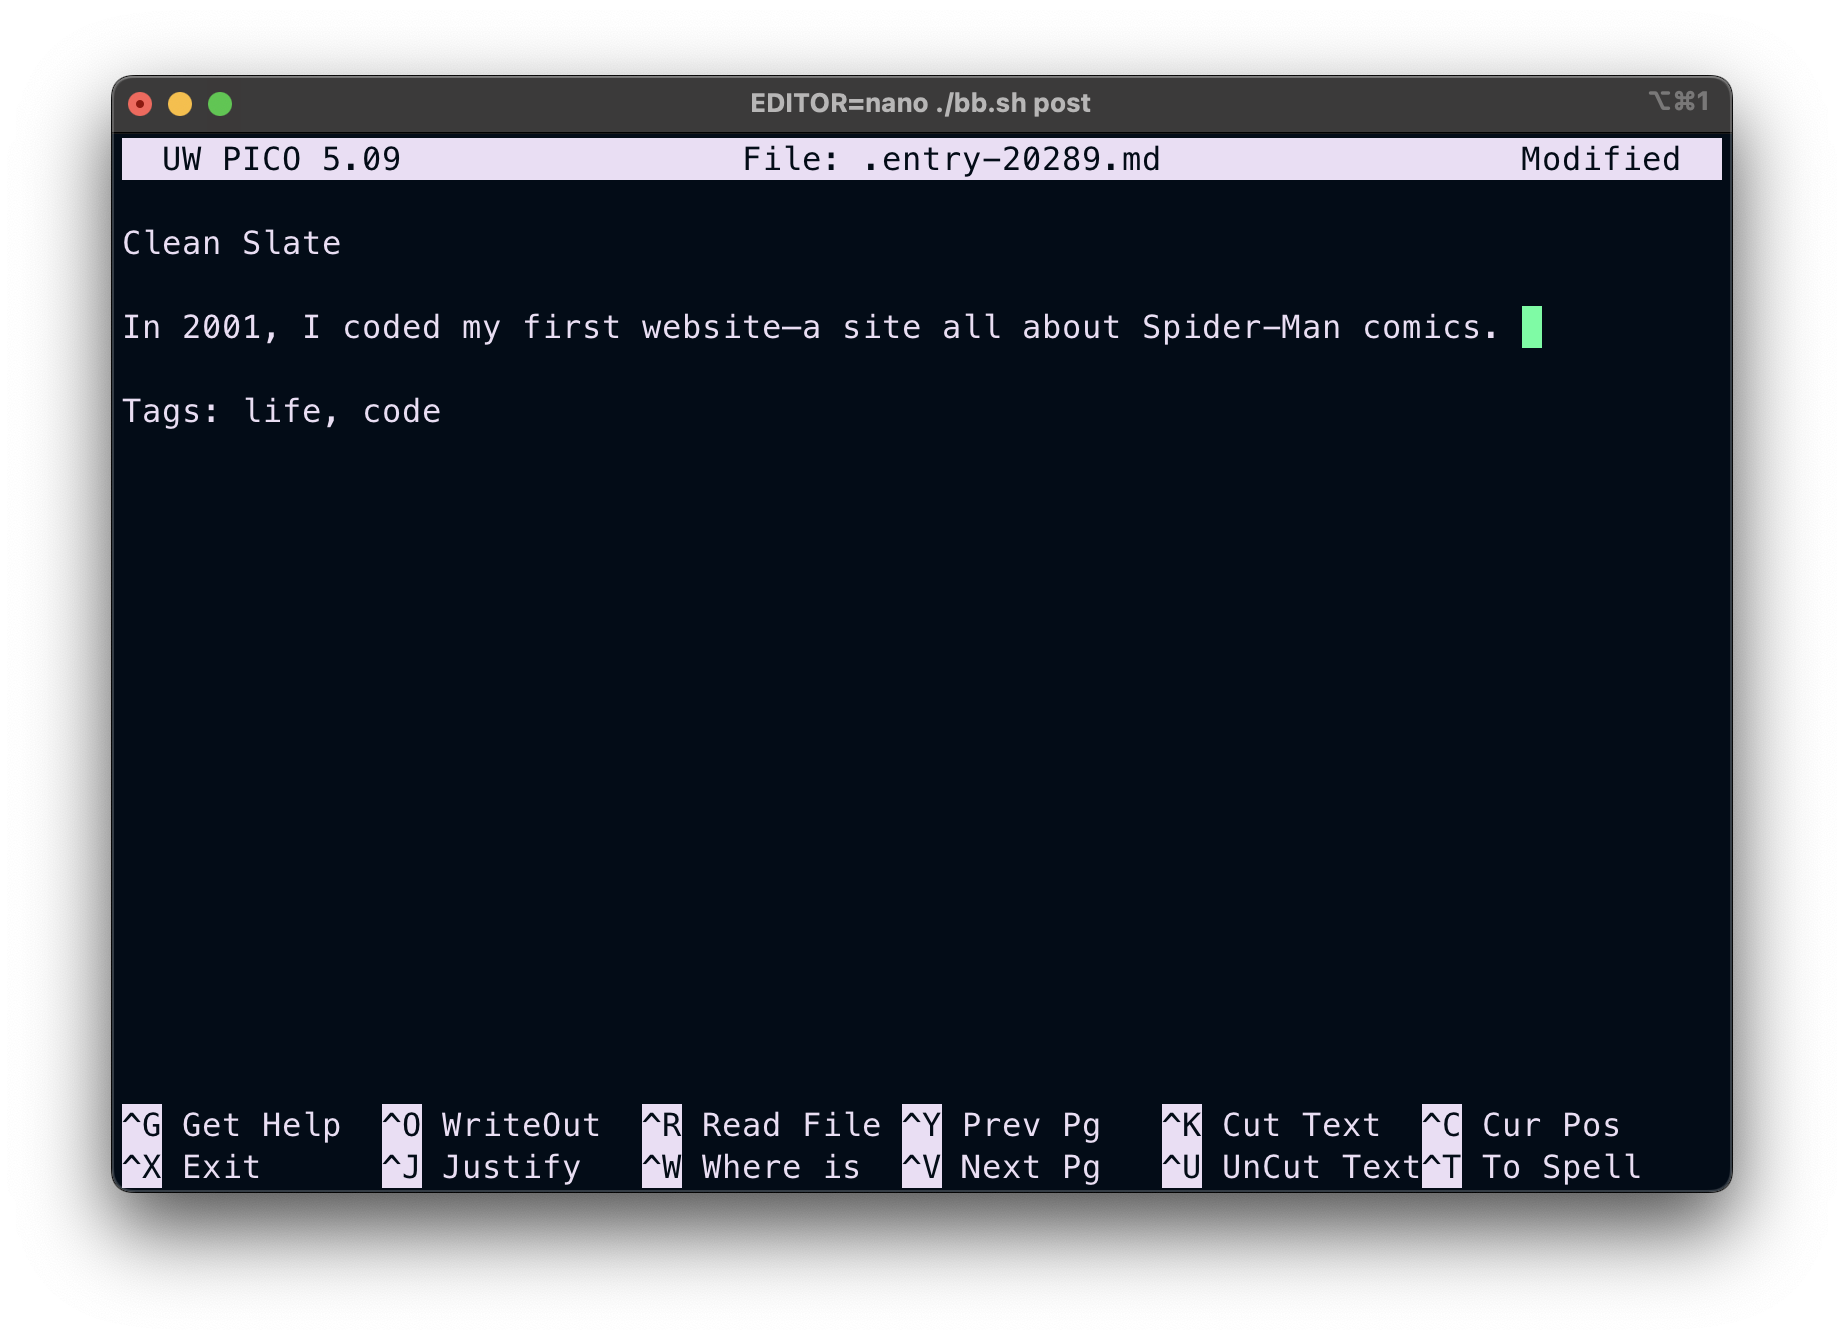 EDITOR=nano ./bb.sh post ⌥⌘1
UW PICO 5.09 File: .entry-20289.md Modified
Clean Slate
In 2001, I coded my first website—a site all about Spider-Man comics.
Tags: life, code
^G Get Help ^O WriteOut ^R Read File ^Y Prev Pg ^K Cut Text ^C Cur Pos
^X Exit ^J Justify ^W Where is ^V Next Pg ^U UnCut Text ^T To Spell